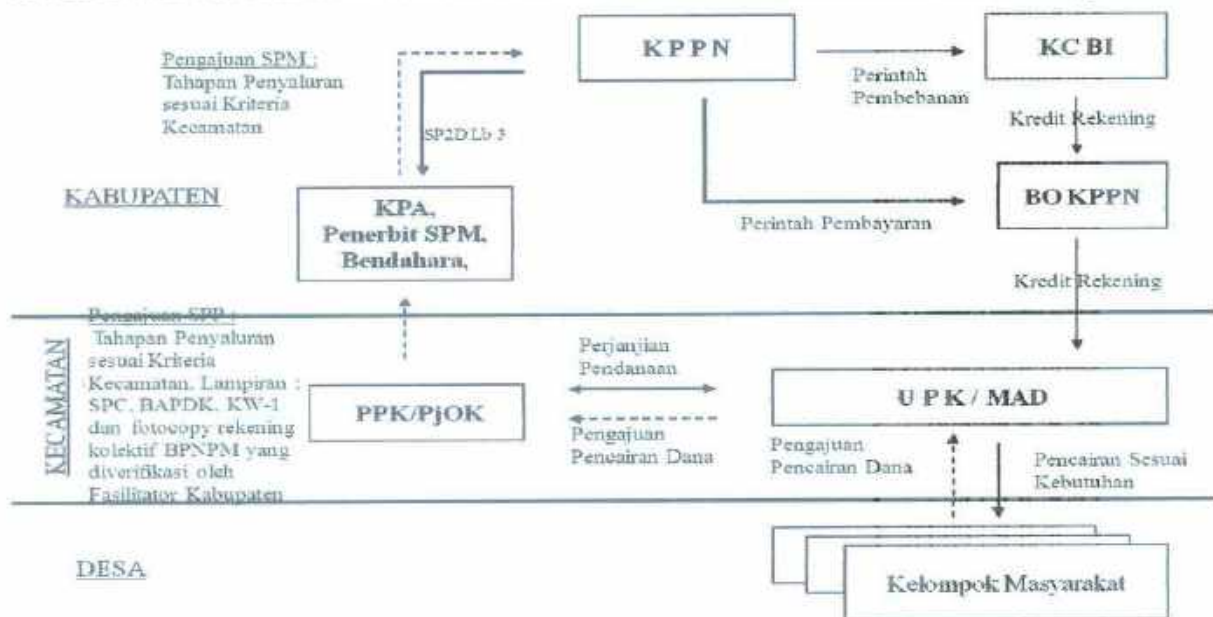 KPPN
KC BI
Pengajuan SPM :
Tahapan Penyaluran
sesuai Kriteria
Kecamatan
Perintah
Pembebanan
Kredit Rekening
SP2D Lb 3
KABUPATEN
KPA,
Penerbit SPM,
Bendahara,
BO KPPN
Perintah Pembayaran
Kredit Rekening
KECAMATAN
Pengajuan SPP :
Tahapan Penyaluran
sesuai Kriteria
Kecamatan. Lampiran :
SPC, BAPDK, KW-1
dan fotocopy rekening
kolektif BPNPM yang
diverifikasi oleh
Fasilitator Kabupaten
PPK/PjOK
Perjanjian
Pendanaan
Pengajuan
Pencairan Dana
UPK / MAD
Pengajuan
Pencairan Dana
Pencairan Sesuai
Kebutuhan
DESA
Kelompok Masyarakat